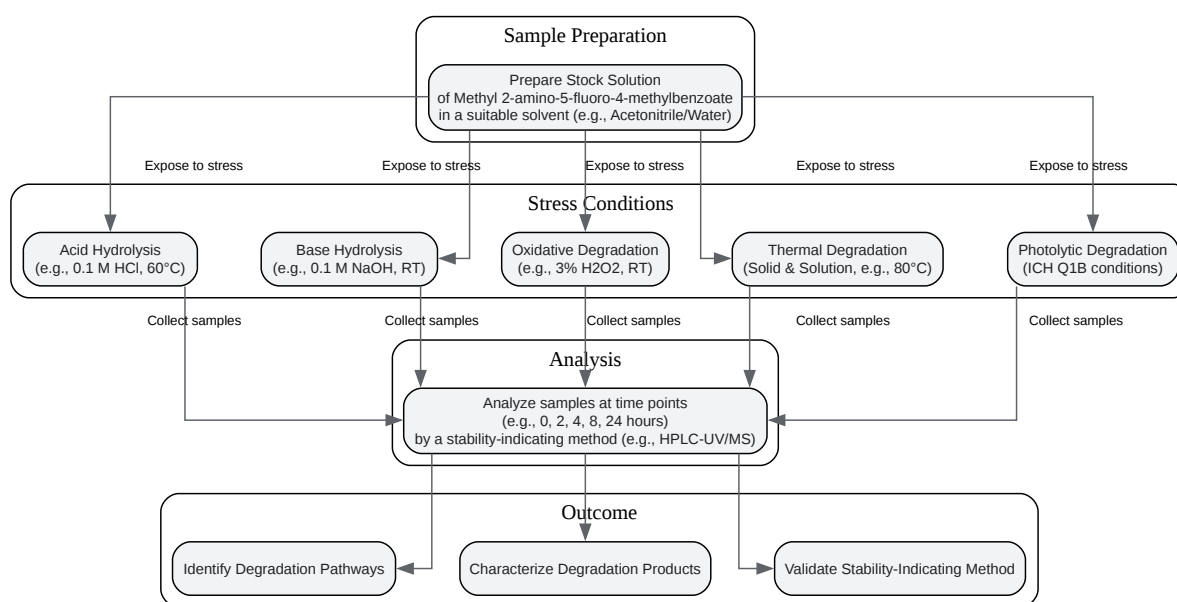 Sample Preparation
Prepare Stock Solution
of Methyl 2-amino-5-fluoro-4-methylbenzoate
in a suitable solvent (e.g., Acetonitrile/Water)
Expose to stress
Expose to stress
Expose to stress
Expose to stress
Expose to stress
Stress Conditions
Acid Hydrolysis
(e.g., 0.1 M HCl, 60°C)
Base Hydrolysis
(e.g., 0.1 M NaOH, RT)
Oxidative Degradation
(e.g., 3% H2O2, RT)
Thermal Degradation
(Solid & Solution, e.g., 80°C)
Photolytic Degradation
(ICH Q1B conditions)
Collect samples
Collect samples
Collect samples
Collect samples
Collect samples
Analysis
Analyze samples at time points
(e.g., 0, 2, 4, 8, 24 hours)
by a stability-indicating method (e.g., HPLC-UV/MS)
Outcome
Identify Degradation Pathways
Characterize Degradation Products
Validate Stability-Indicating Method